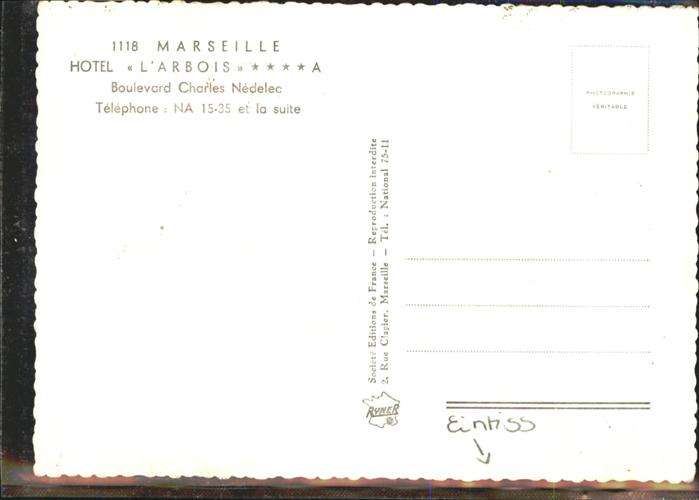 1118 MARSEILLE
HOTEL « L'ARBOIS » ★★★★ A
Boulevard Charles Nédelec
Téléphone : NA 15-35 et la suite
PHOTOGRAPHIE
VÉRITABLE
Société Editions de France — Reproduction interdite
2, Rue Clapier, Marseille — Tél. : National 75-11
RYNER
Einriss